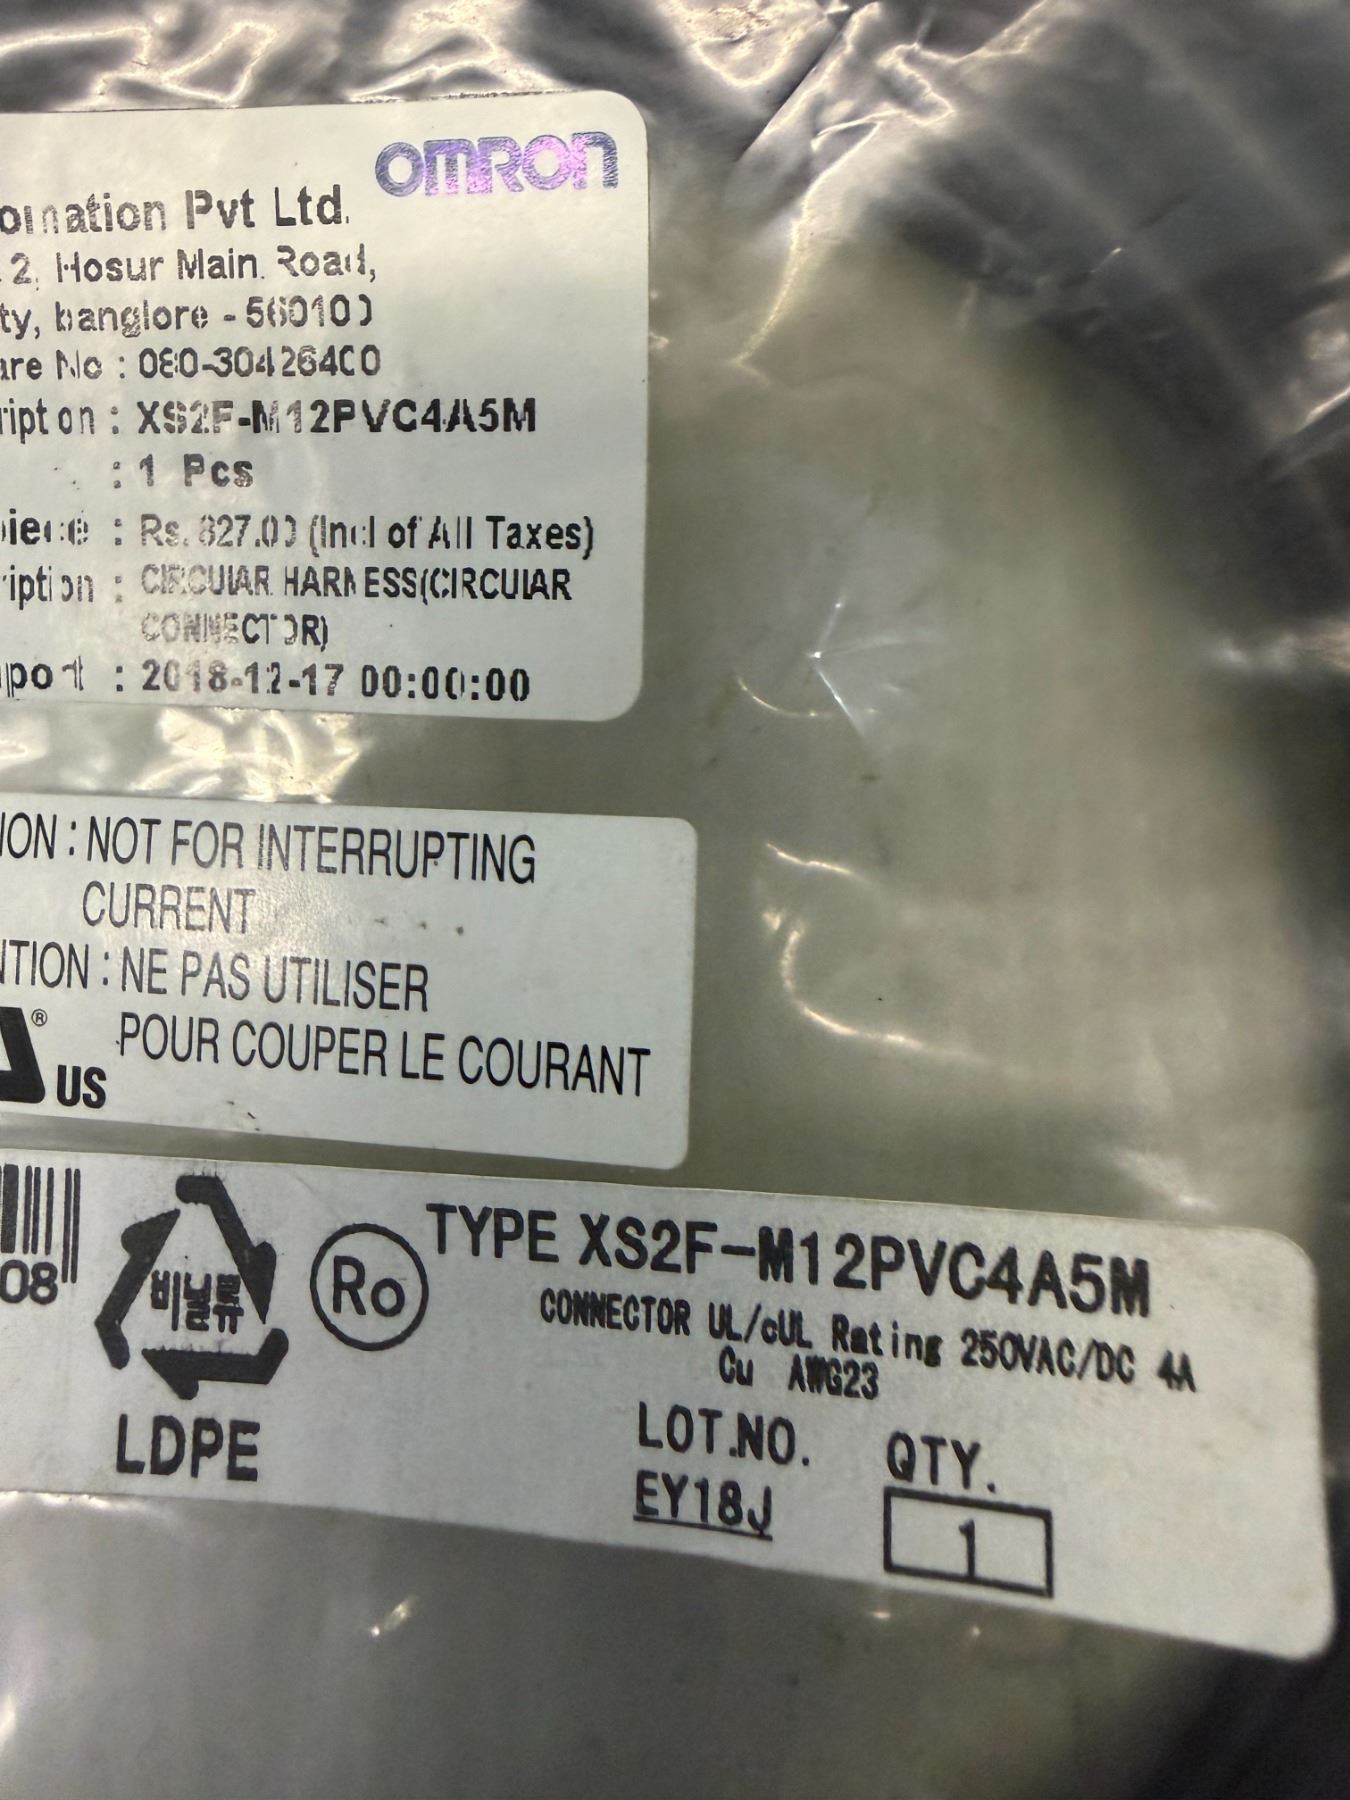 OMRON
omation Pvt Ltd.
2, Hosur Main Road,
ty, banglore - 560100
are No : 080-30426400
ription : XS2F-M12PVC4A5M
: 1 Pcs
piece : Rs. 827.00 (Incl of All Taxes)
ription : CIRCULAR HARNESS(CIRCULAR
CONNECTOR)
mport : 2018-12-17 00:00:00
ION : NOT FOR INTERRUPTING
CURRENT
NTION : NE PAS UTILISER
POUR COUPER LE COURANT
® US
08
비닐류
LDPE
Ro
TYPE XS2F-M12PVC4A5M
CONNECTOR UL/cUL Rating 250VAC/DC 4A
Cu AWG23
LOT.NO. QTY.
EY18J 1